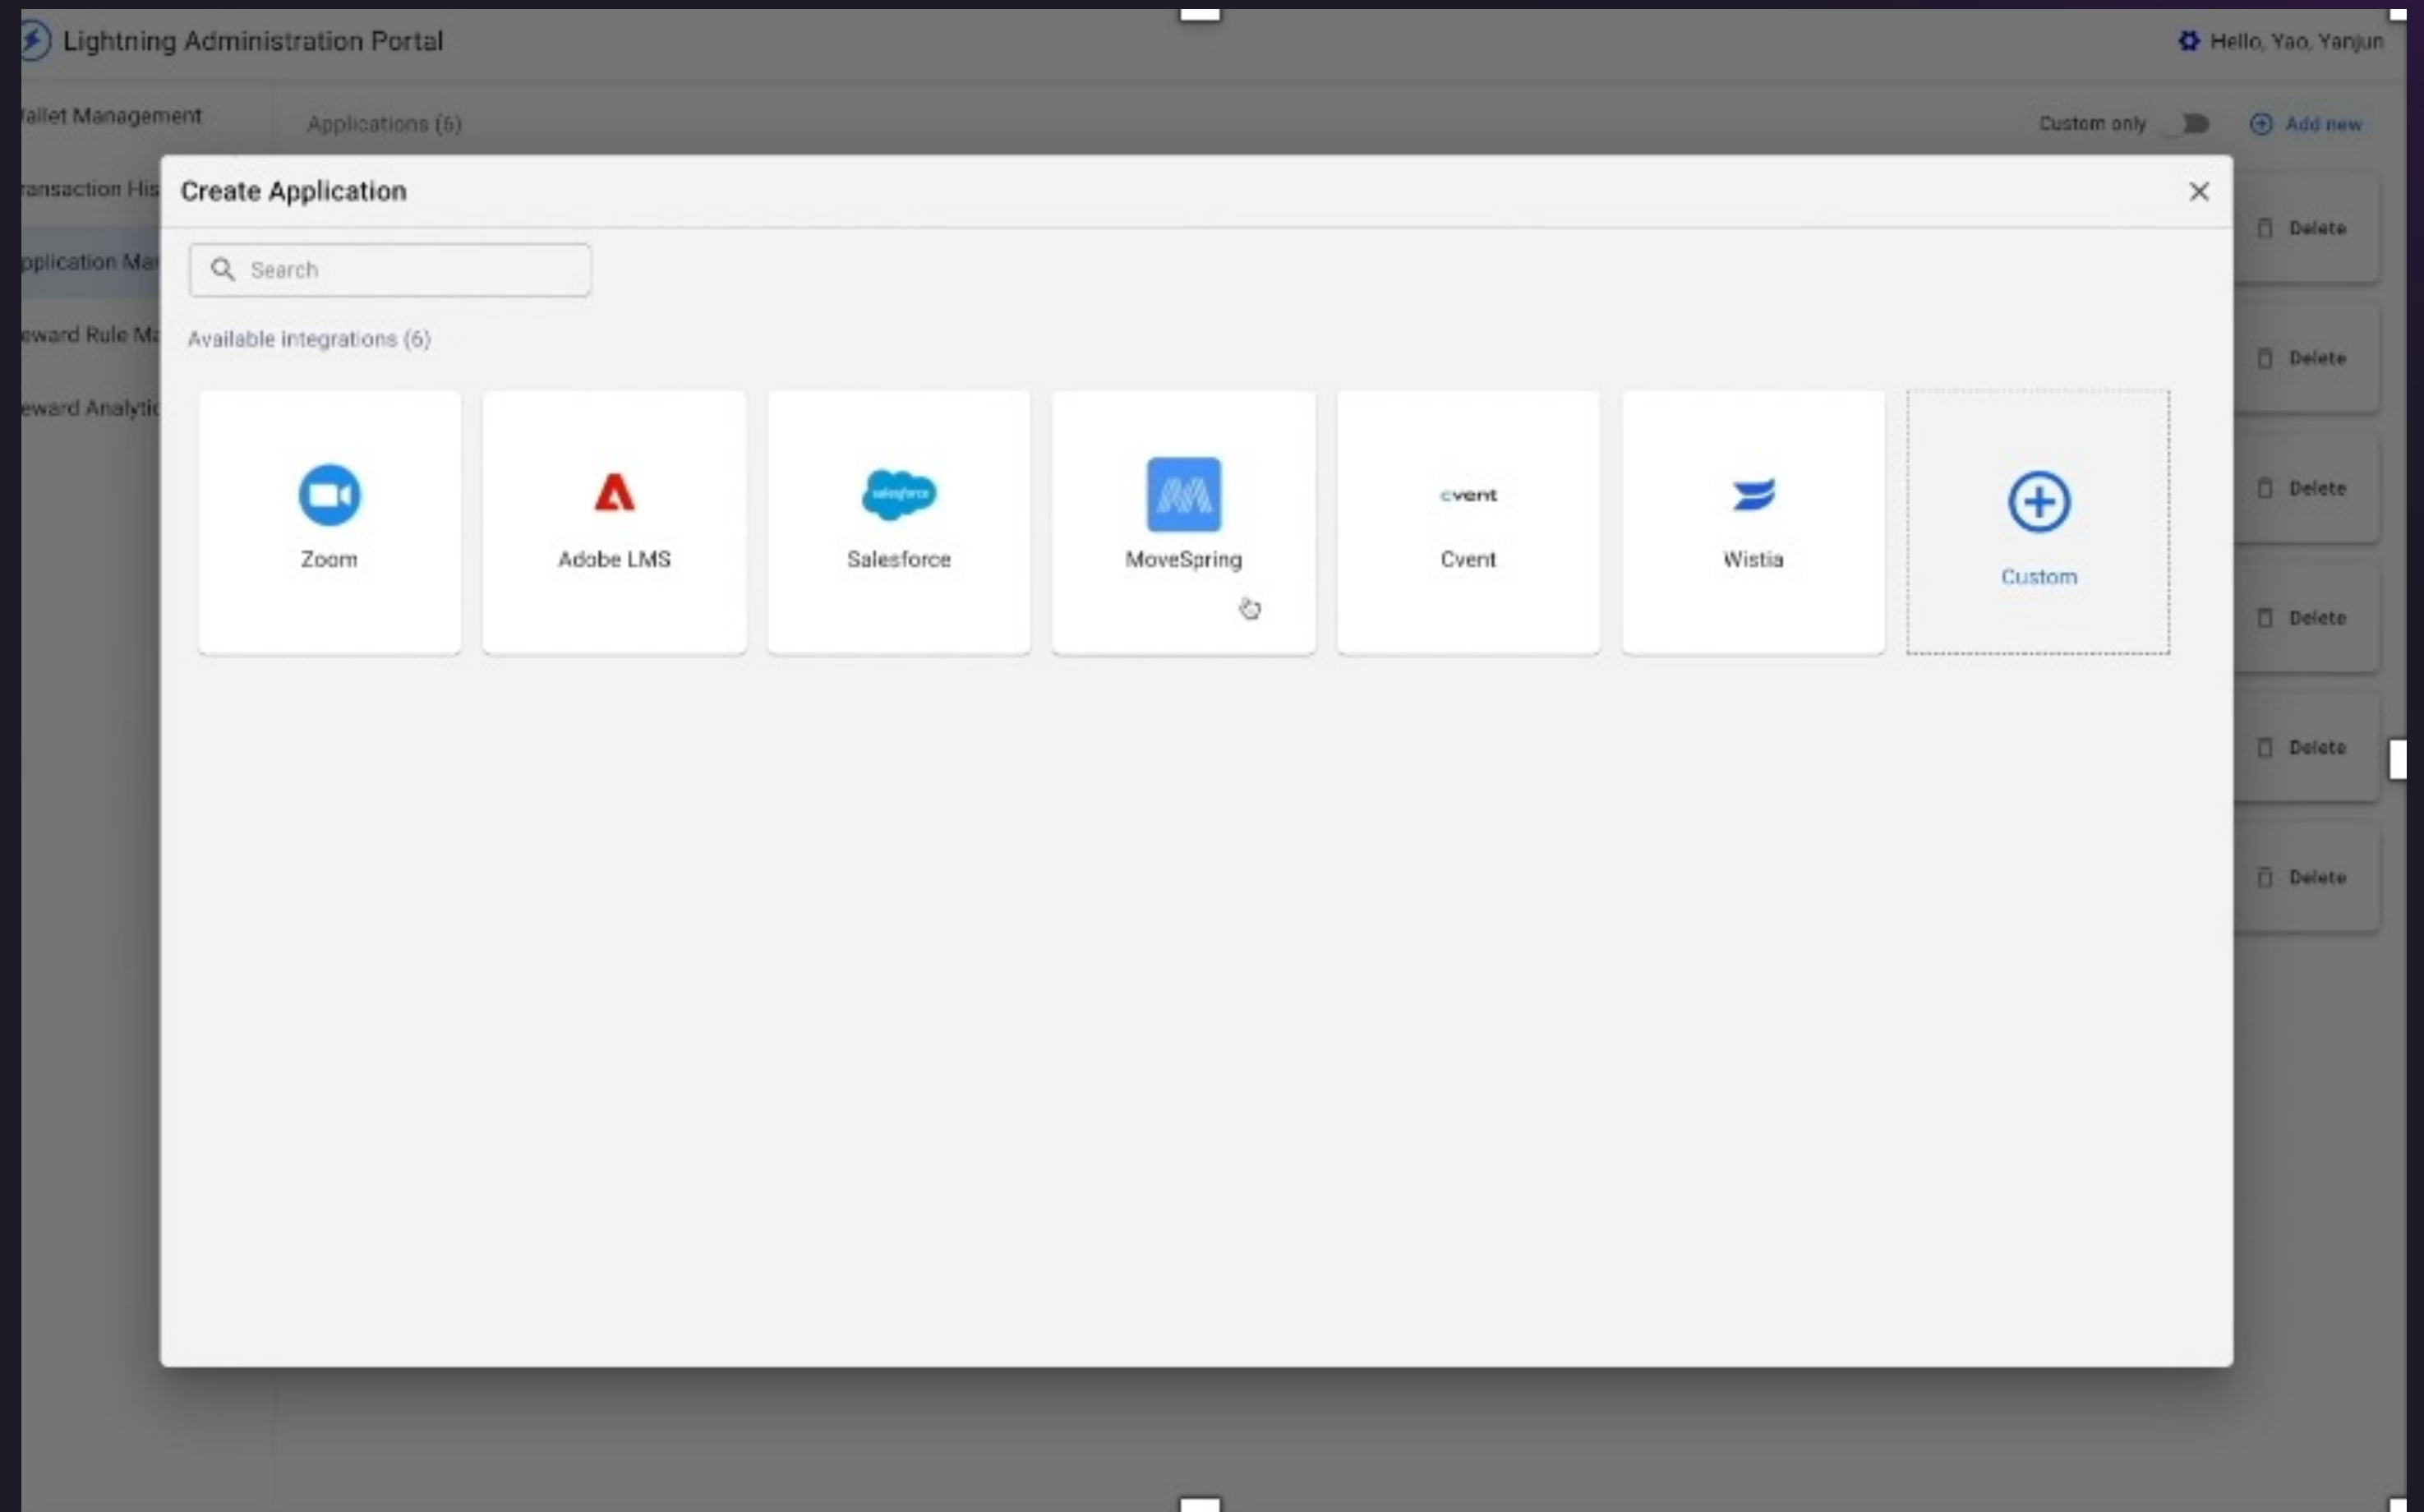 Lightning Administration Portal
Hello, Yao, Yanjun
allet Management
Applications (6)
Custom only
Add new
ransaction His
Create Application
Delete
pplication Mar
Search
eward Rule Ma
Available integrations (6)
Delete
eward Analytic
Delete
salesforce
cvent
Zoom
Adobe LMS
Salesforce
MoveSpring
Cvent
Wistia
Custom
Delete
Delete
Delete